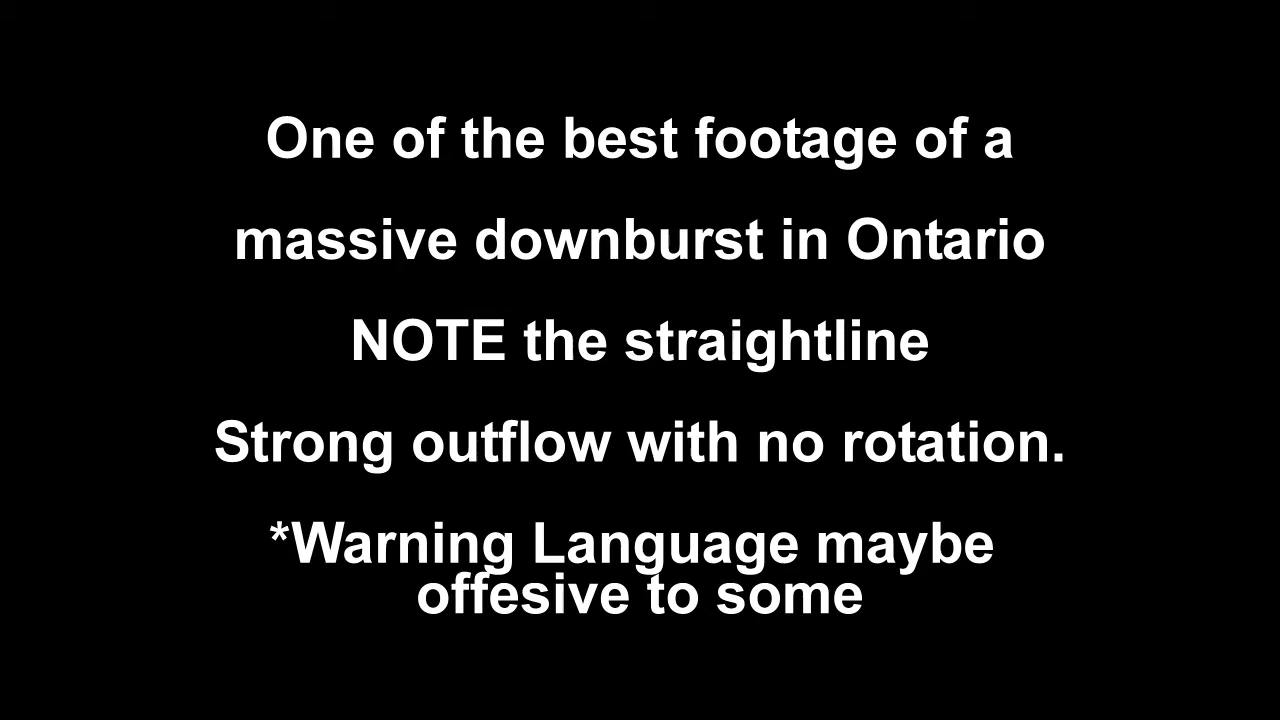 One of the best footage of a
massive downburst in Ontario
NOTE the straightline
Strong outflow with no rotation.
*Warning Language maybe
offesive to some